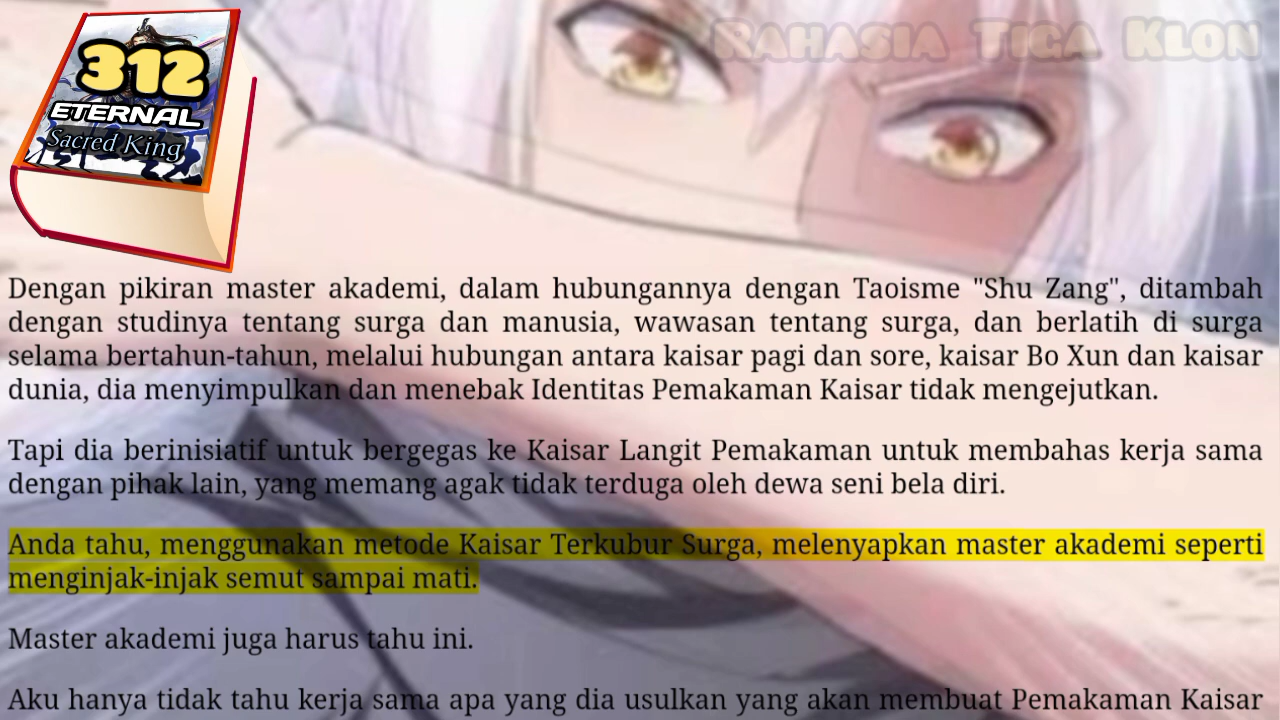 Rahasia Tiga Klon
312
ETERNAL
Sacred King
Dengan pikiran master akademi, dalam hubungannya dengan Taoisme "Shu Zang", ditambah
dengan studinya tentang surga dan manusia, wawasan tentang surga, dan berlatih di surga
selama bertahun-tahun, melalui hubungan antara kaisar pagi dan sore, kaisar Bo Xun dan kaisar
dunia, dia menyimpulkan dan menebak Identitas Pemakaman Kaisar tidak mengejutkan.
Tapi dia berinisiatif untuk bergegas ke Kaisar Langit Pemakaman untuk membahas kerja sama
dengan pihak lain, yang memang agak tidak terduga oleh dewa seni bela diri.
Anda tahu, menggunakan metode Kaisar Terkubur Surga, melenyapkan master akademi seperti
menginjak-injak semut sampai mati.
Master akademi juga harus tahu ini.
Aku hanya tidak tahu kerja sama apa yang dia usulkan yang akan membuat Pemakaman Kaisar